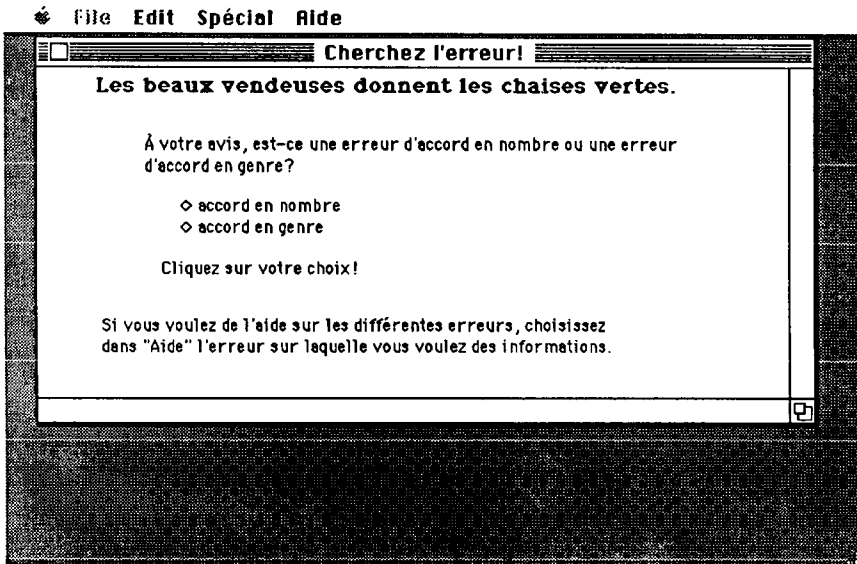 File Edit Spécial Aide
Cherchez l'erreur!
Les beaux vendeuses donnent les chaises vertes.
À votre avis, est-ce une erreur d'accord en nombre ou une erreur
d'accord en genre?
◇ accord en nombre
◇ accord en genre
Cliquez sur votre choix!
Si vous voulez de l'aide sur les différentes erreurs, choisissez
dans "Aide" l'erreur sur laquelle vous voulez des informations.